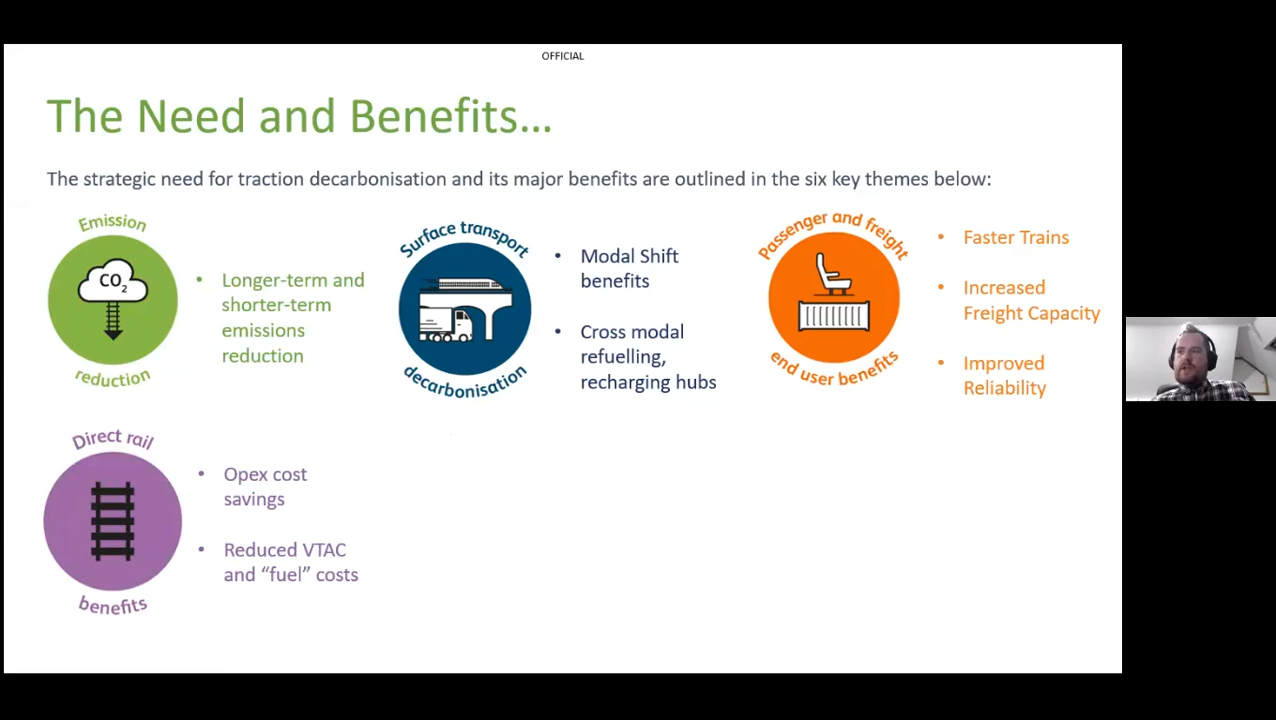 OFFICIAL
The Need and Benefits...
The strategic need for traction decarbonisation and its major benefits are outlined in the six key themes below:
Emission
CO2
reduction
• Longer-term and
shorter-term
emissions
reduction
Surface transport
decarbonisation
• Modal Shift
benefits
• Cross modal
refuelling,
recharging hubs
Passenger and freight
end user benefits
• Faster Trains
• Increased
Freight Capacity
• Improved
Reliability
Direct rail
benefits
• Opex cost
savings
• Reduced VTAC
and “fuel” costs